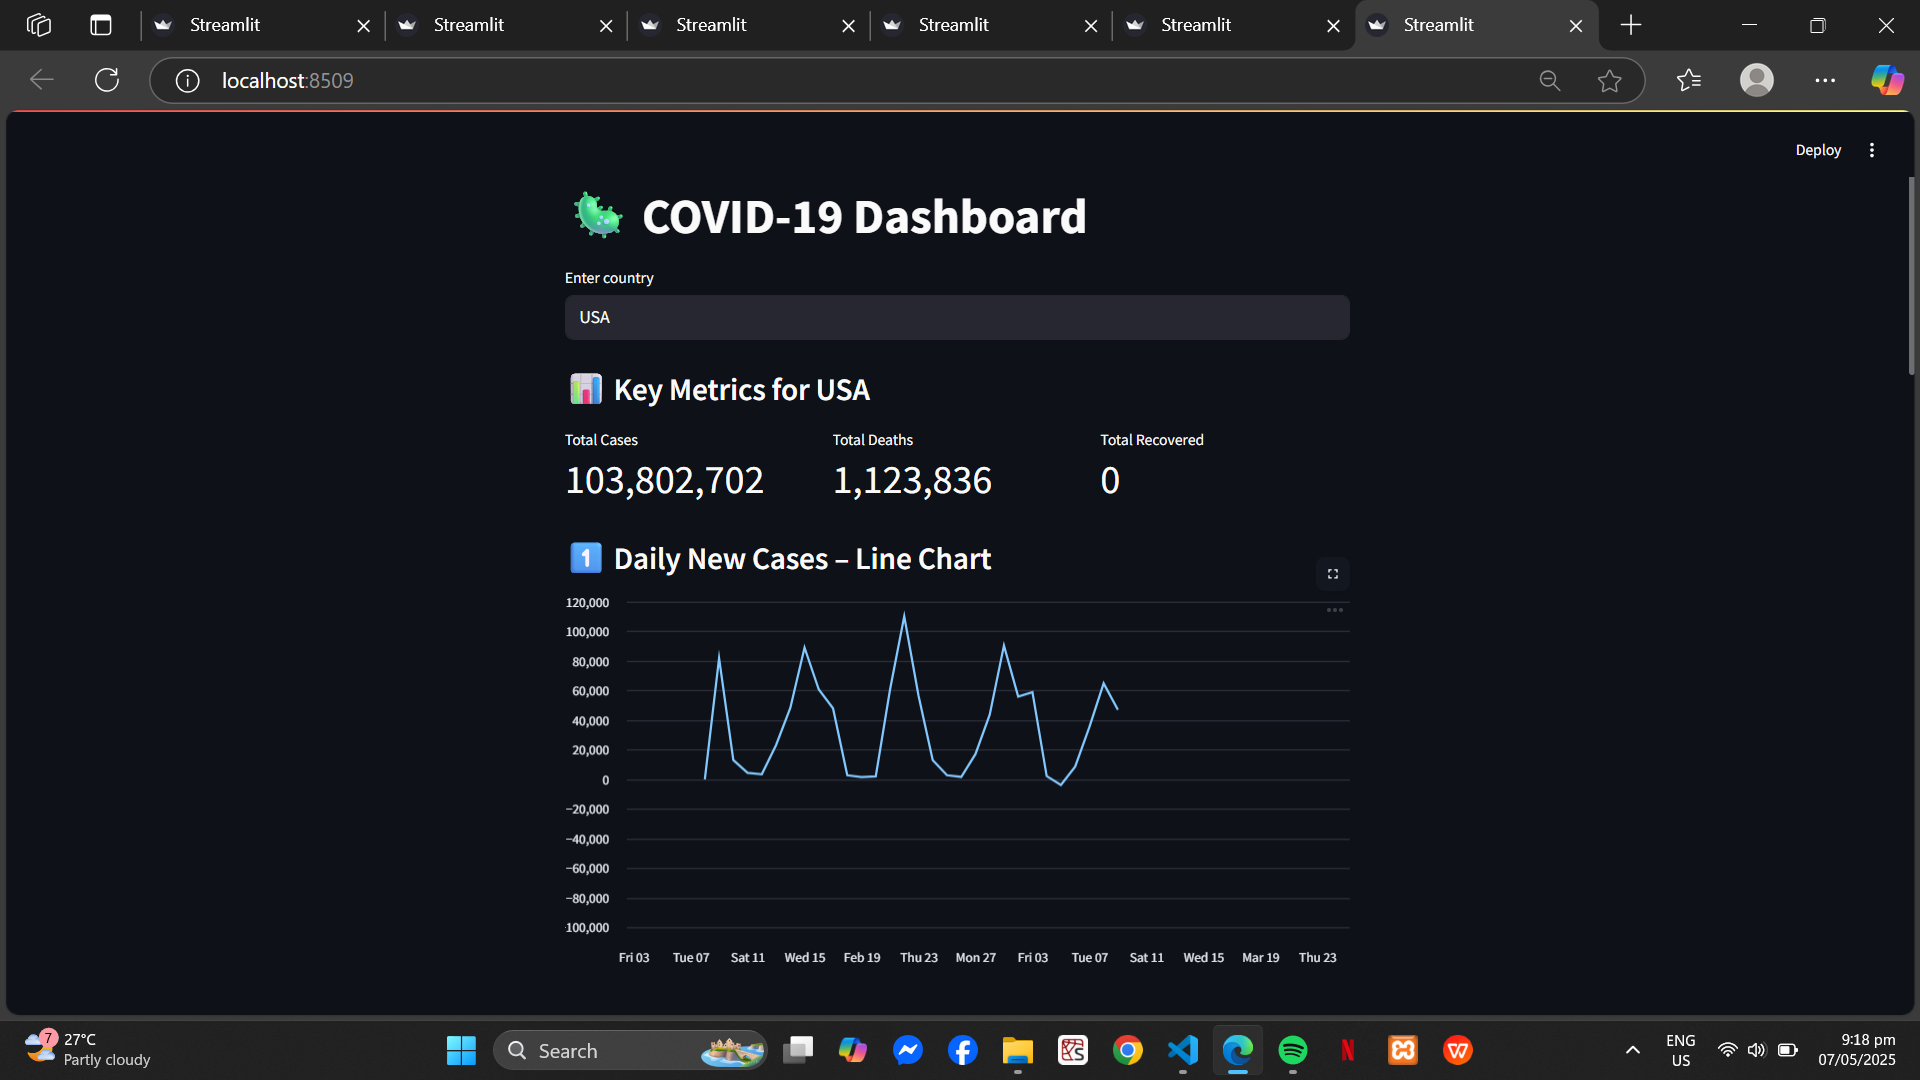 Streamlit
Streamlit
Streamlit
Streamlit
Streamlit
Streamlit
localhost:8509
Deploy
COVID-19 Dashboard
Enter country
USA
Key Metrics for USA
Total Cases
Total Deaths
Total Recovered
103,802,702
1,123,836
0
1 Daily New Cases – Line Chart
120,000
100,000
80,000
60,000
40,000
20,000
0
−20,000
−40,000
−60,000
−80,000
100,000
Fri 03 Tue 07 Sat 11 Wed 15 Feb 19 Thu 23 Mon 27 Fri 03 Tue 07 Sat 11 Wed 15 Mar 19 Thu 23
7
27°C
Partly cloudy
Search
ENG
US
9:18 pm
07/05/2025